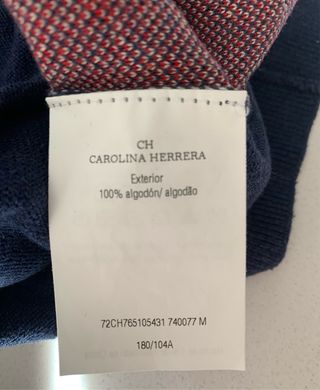 CH
CAROLINA HERRERA
Exterior
100% algodón/ algodão
72CH765105431 740077 M
180/104A